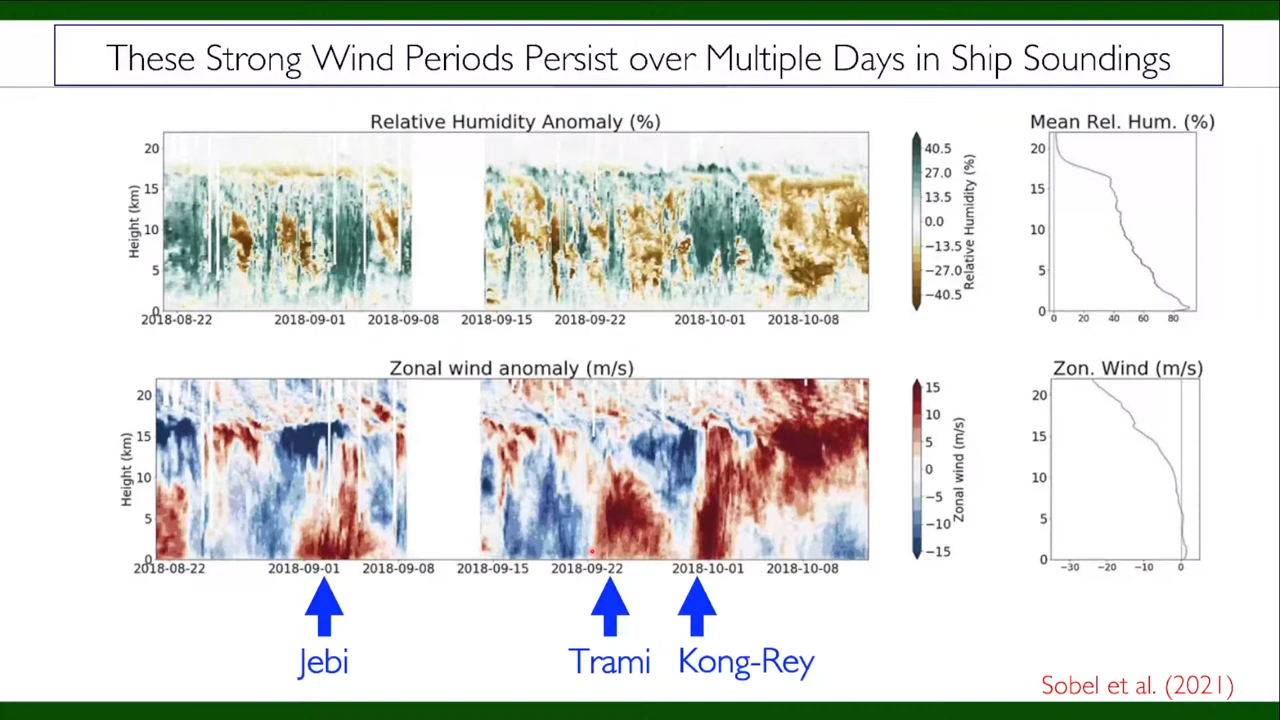 These Strong Wind Periods Persist over Multiple Days in Ship Soundings
Relative Humidity Anomaly (%)
Height (km)
20
15
10
5
0
2018-08-22 2018-09-01 2018-09-08 2018-09-15 2018-09-22 2018-10-01 2018-10-08
40.5
27.0
13.5
0.0
−13.5
−27.0
−40.5
Relative Humidity (%)
Mean Rel. Hum. (%)
20
15
10
5
0
0 20 40 60 80
Zonal wind anomaly (m/s)
Height (km)
20
15
10
5
0
2018-08-22 2018-09-01 2018-09-08 2018-09-15 2018-09-22 2018-10-01 2018-10-08
15
10
5
0
−5
−10
−15
Zonal wind (m/s)
Zon. Wind (m/s)
20
15
10
5
0
−30 −20 −10 0
Jebi Trami Kong-Rey
Sobel et al. (2021)